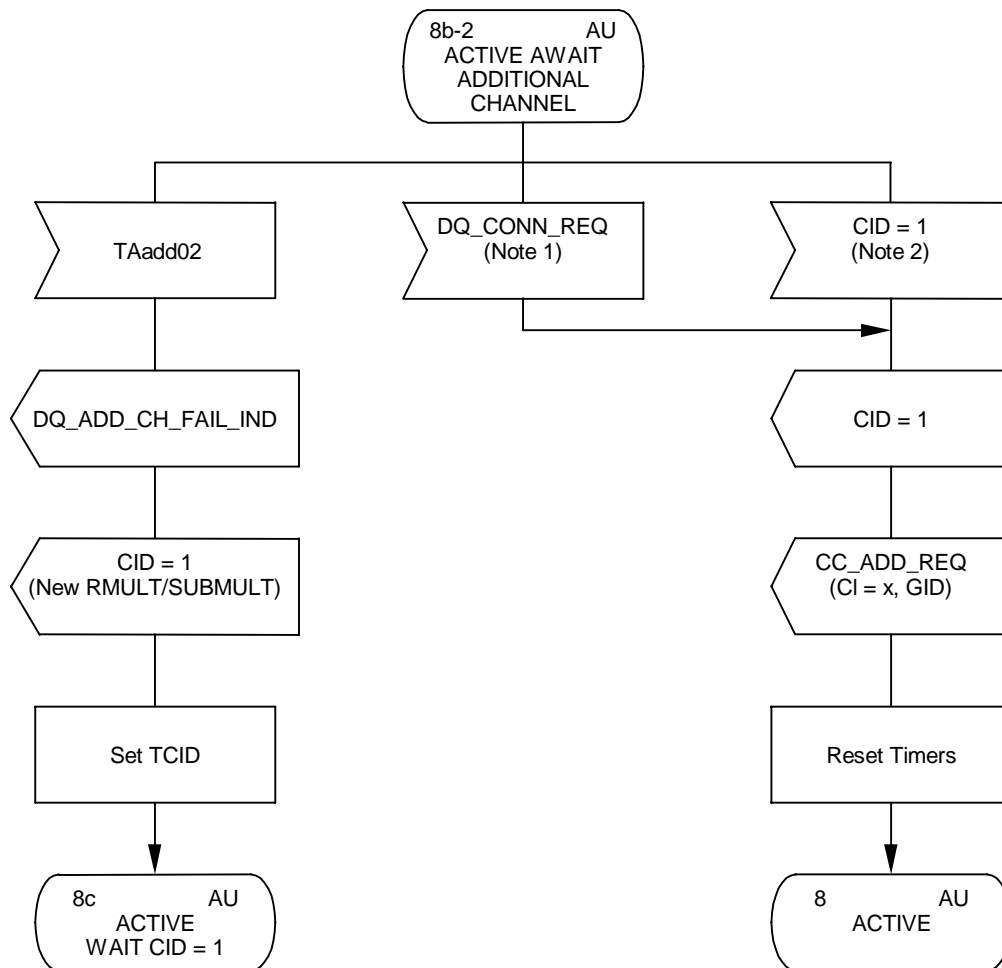 8b-2 AU
ACTIVE AWAIT
ADDITIONAL
CHANNEL
TAadd02
DQ_CONN_REQ
(Note 1)
CID = 1
(Note 2)
DQ_ADD_CH_FAIL_IND
CID = 1
CID = 1
(New RMULT/SUBMULT)
CC_ADD_REQ
(CI = x, GID)
Set TCID
Reset Timers
8c AU
ACTIVE
WAIT CID = 1
8 AU
ACTIVE